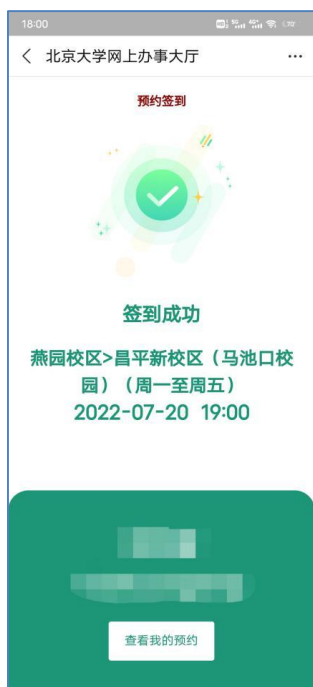 18:00
北京大学网上办事大厅
预约签到
签到成功
燕园校区>昌平新校区（马池口校
园）（周一至周五）
2022-07-20 19:00
查看我的预约